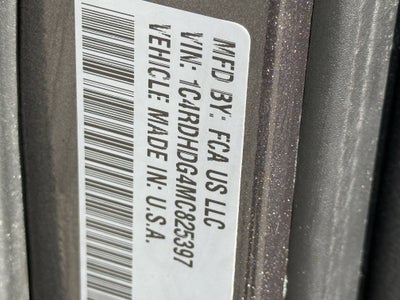 MFD BY: FCA US LLC
VIN: 1C4RDHDG4MC825397
VEHICLE MADE IN: U.S.A.